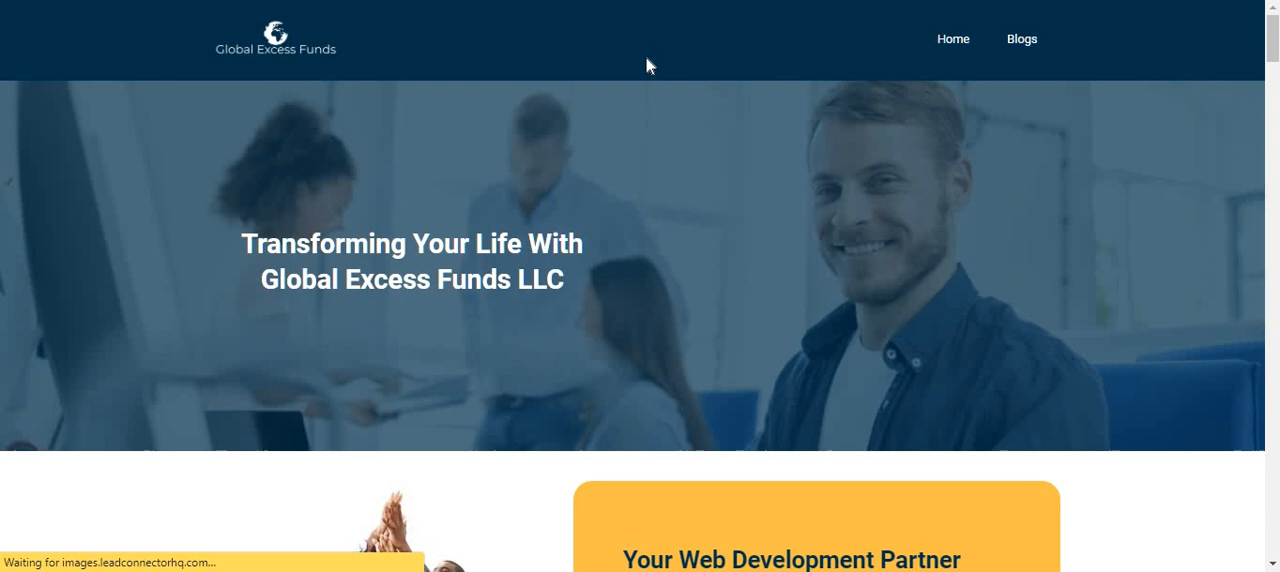 Global Excess Funds
Home
Blogs
Transforming Your Life With
Global Excess Funds LLC
Your Web Development Partner
Waiting for images.leadconnectorhq.com...